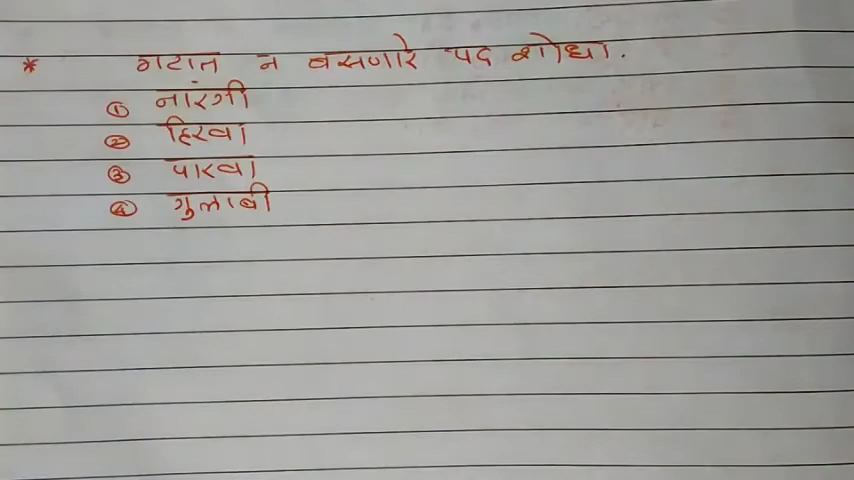 * गटात न बसणारे पद शोधा.
① नारंगी
② हिरवा
③ पारवा
④ गुलाबी